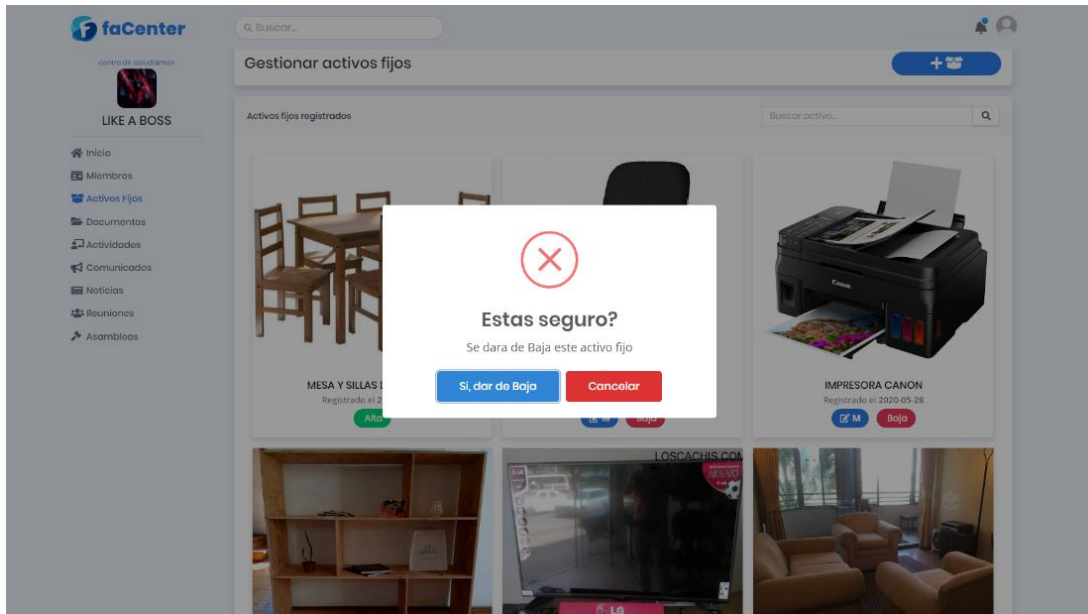 faCenter
Buscar...
centro de estudiantes
LIKE A BOSS
Inicio
Miembros
Activos Fijos
Documentos
Actividades
Comunicados
Noticias
Reuniones
Asambleas
Gestionar activos fijos
Activos fijos registrados
Buscar activo...
Canon
Estas seguro?
Se dara de Baja este activo fijo
Si, dar de Baja
Cancelar
MESA Y SILLAS
Registrado el
Alta
M
Baja
IMPRESORA CANON
Registrado el 2020-05-28
M
Baja
LOSCACHIS.COM
NUEVO
LG